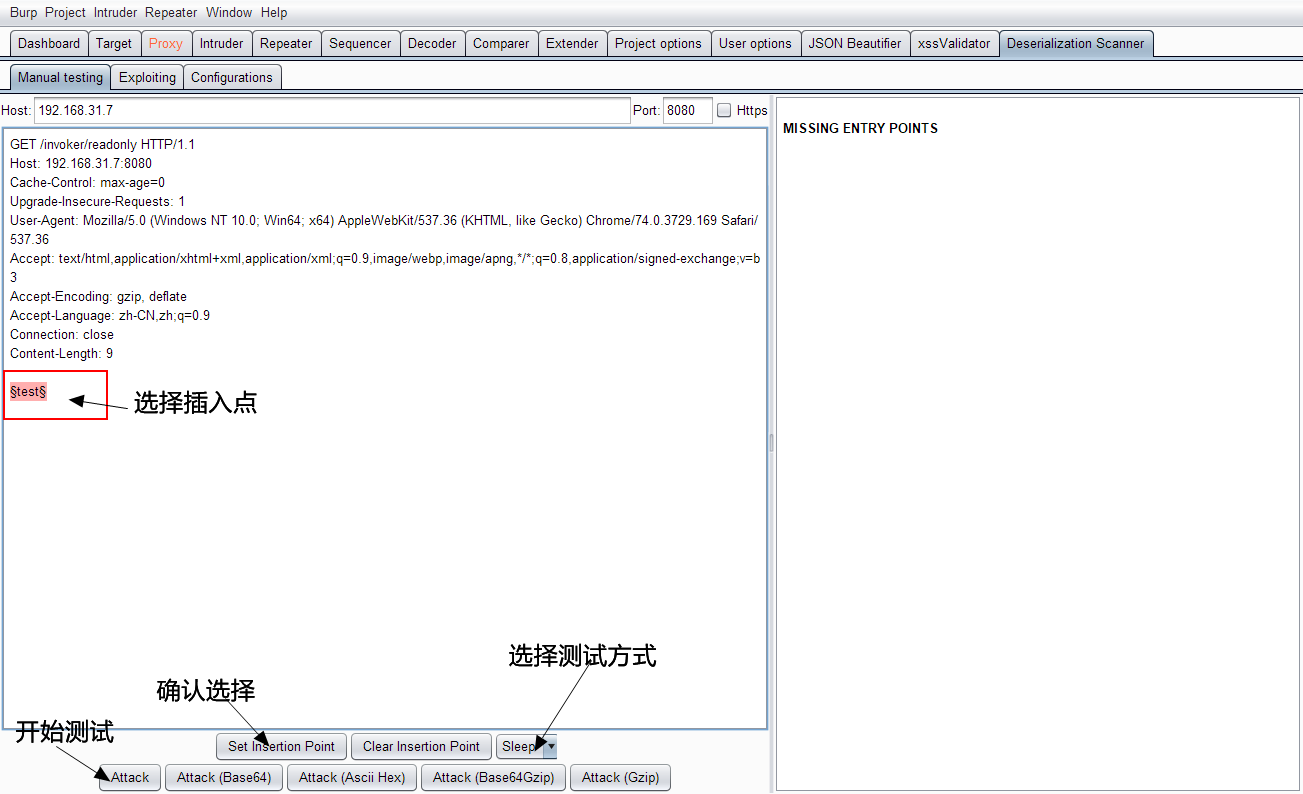 Burp Project Intruder Repeater Window Help
Dashboard Target Proxy Intruder Repeater Sequencer Decoder Comparer Extender Project options User options JSON Beautifier xssValidator Deserialization Scanner
Manual testing Exploiting Configurations
Host: 192.168.31.7 Port: 8080 Https
MISSING ENTRY POINTS
GET /invoker/readonly HTTP/1.1
Host: 192.168.31.7:8080
Cache-Control: max-age=0
Upgrade-Insecure-Requests: 1
User-Agent: Mozilla/5.0 (Windows NT 10.0; Win64; x64) AppleWebKit/537.36 (KHTML, like Gecko) Chrome/74.0.3729.169 Safari/
537.36
Accept: text/html,application/xhtml+xml,application/xml;q=0.9,image/webp,image/apng,*/*;q=0.8,application/signed-exchange;v=b
3
Accept-Encoding: gzip, deflate
Accept-Language: zh-CN,zh;q=0.9
Connection: close
Content-Length: 9
§test§
选择插入点
选择测试方式
确认选择
开始测试
Set Insertion Point Clear Insertion Point Sleep
Attack Attack (Base64) Attack (Ascii Hex) Attack (Base64Gzip) Attack (Gzip)